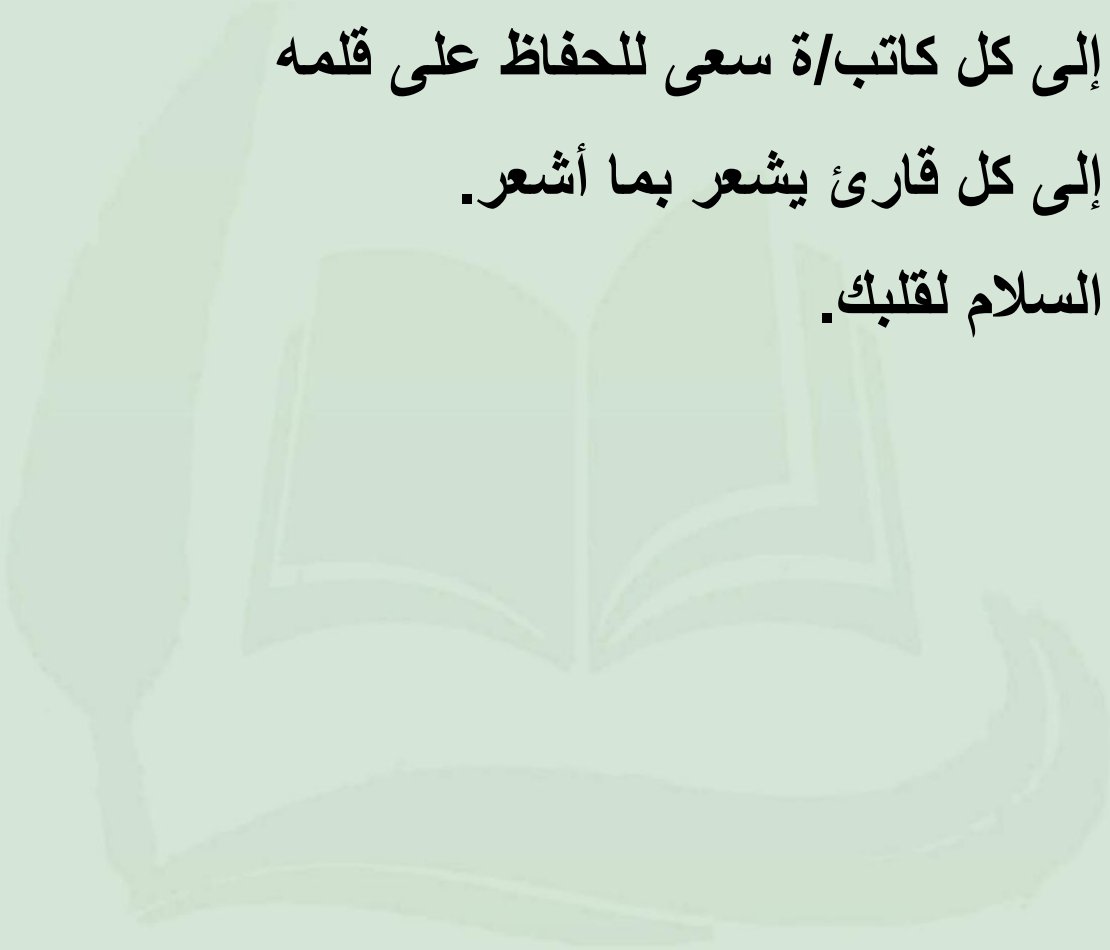 إلى كل كاتب/ة سعى للحفاظ على قلمه
إلى كل قارئ يشعر بما أشعر.
السلام لقلبك.